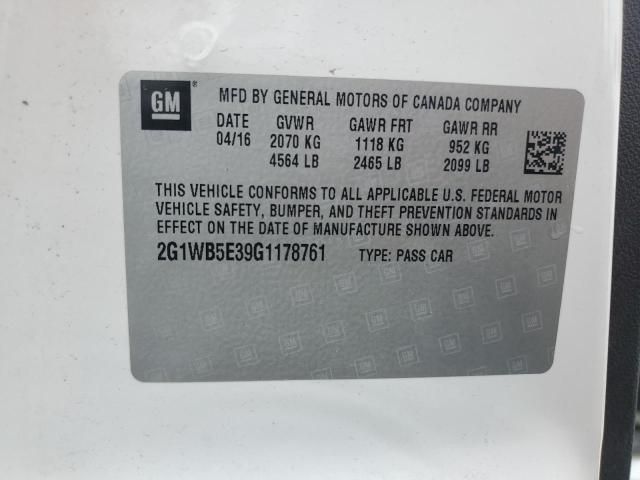 GM ® MFD BY GENERAL MOTORS OF CANADA COMPANY
DATE GVWR GAWR FRT GAWR RR
04/16 2070 KG 1118 KG 952 KG
4564 LB 2465 LB 2099 LB
THIS VEHICLE CONFORMS TO ALL APPLICABLE U.S. FEDERAL MOTOR
VEHICLE SAFETY, BUMPER, AND THEFT PREVENTION STANDARDS IN
EFFECT ON THE DATE OF MANUFACTURE SHOWN ABOVE.
2G1WB5E39G1178761 TYPE: PASS CAR